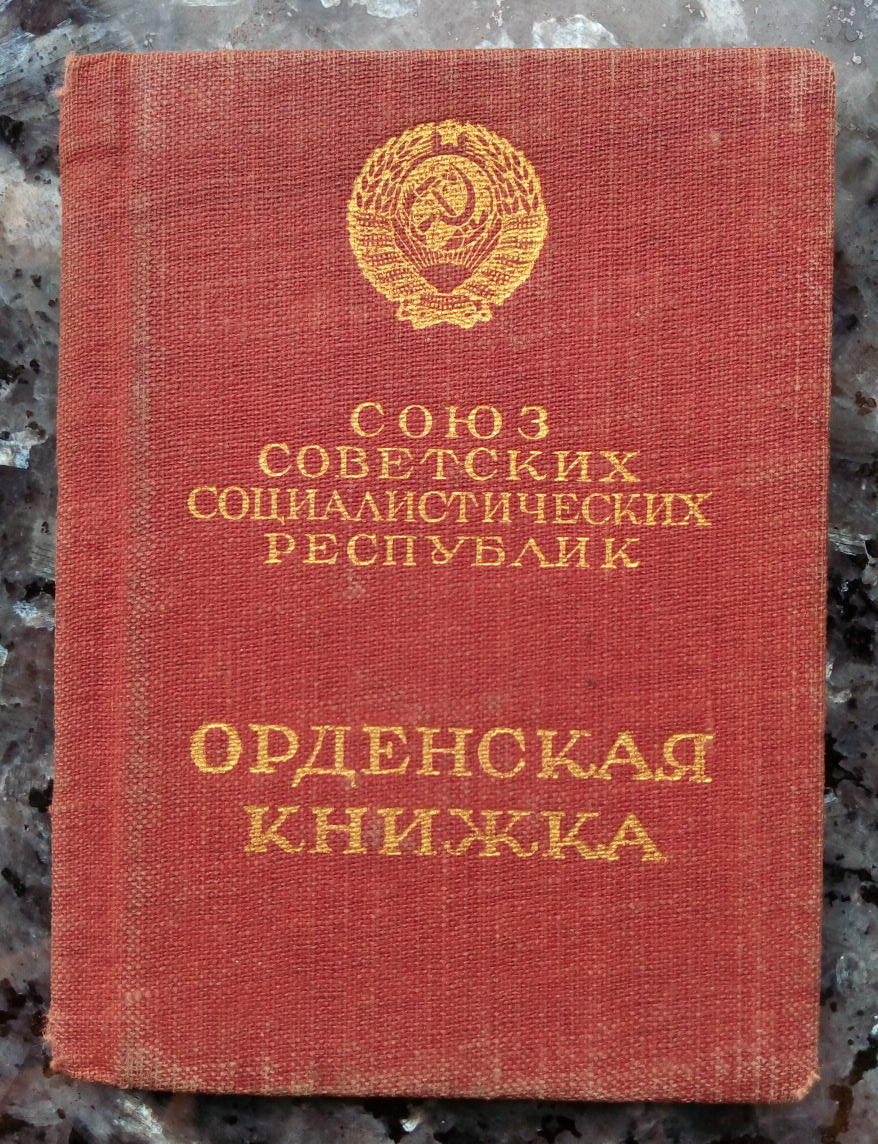 СОЮЗ
СОВЕТСКИХ
СОЦИАЛИСТИЧЕСКИХ
РЕСПУБЛИК
ОРДЕНСКАЯ
КНИЖКА